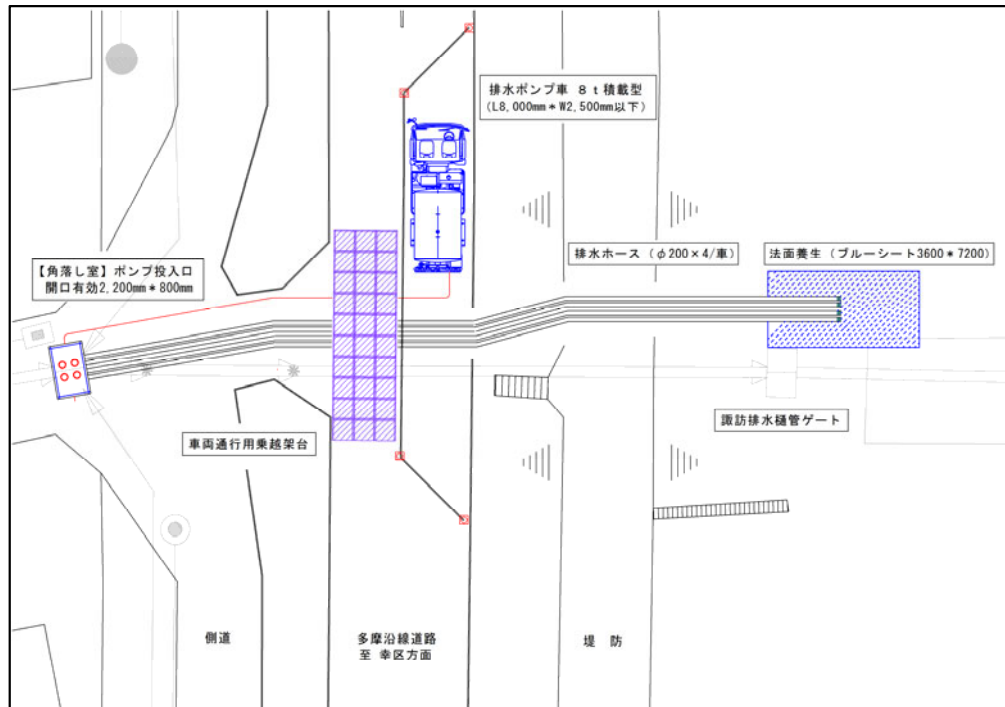 排水ポンプ車 8t積載型
(L8,000mm*W2,500mm以下)
【角落し室】ポンプ投入口
開口有効2,200mm*800mm
排水ホース(φ200×4/車)
法面養生(ブルーシート3600*7200)
車両通行用乗越架台
諏訪排水樋管ゲート
側道
多摩沿線道路
至 幸区方面
堤 防